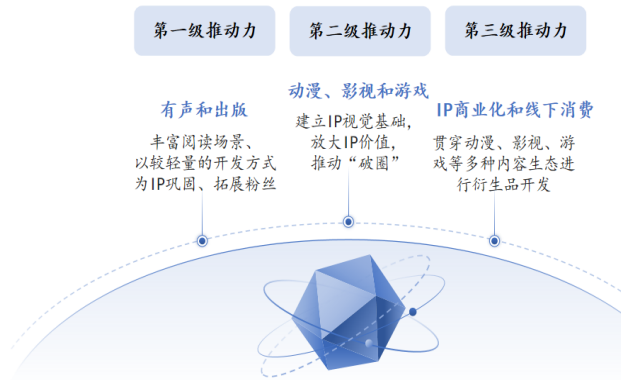 第一级推动力
第二级推动力
第三级推动力
有声和出版
丰富阅读场景、
以较轻量的开发方式
为IP巩固、拓展粉丝
动漫、影视和游戏
建立IP视觉基础，
放大IP价值，
推动“破圈”
IP商业化和线下消费
贯穿动漫、影视、游
戏等多种内容生态进
行衍生品开发